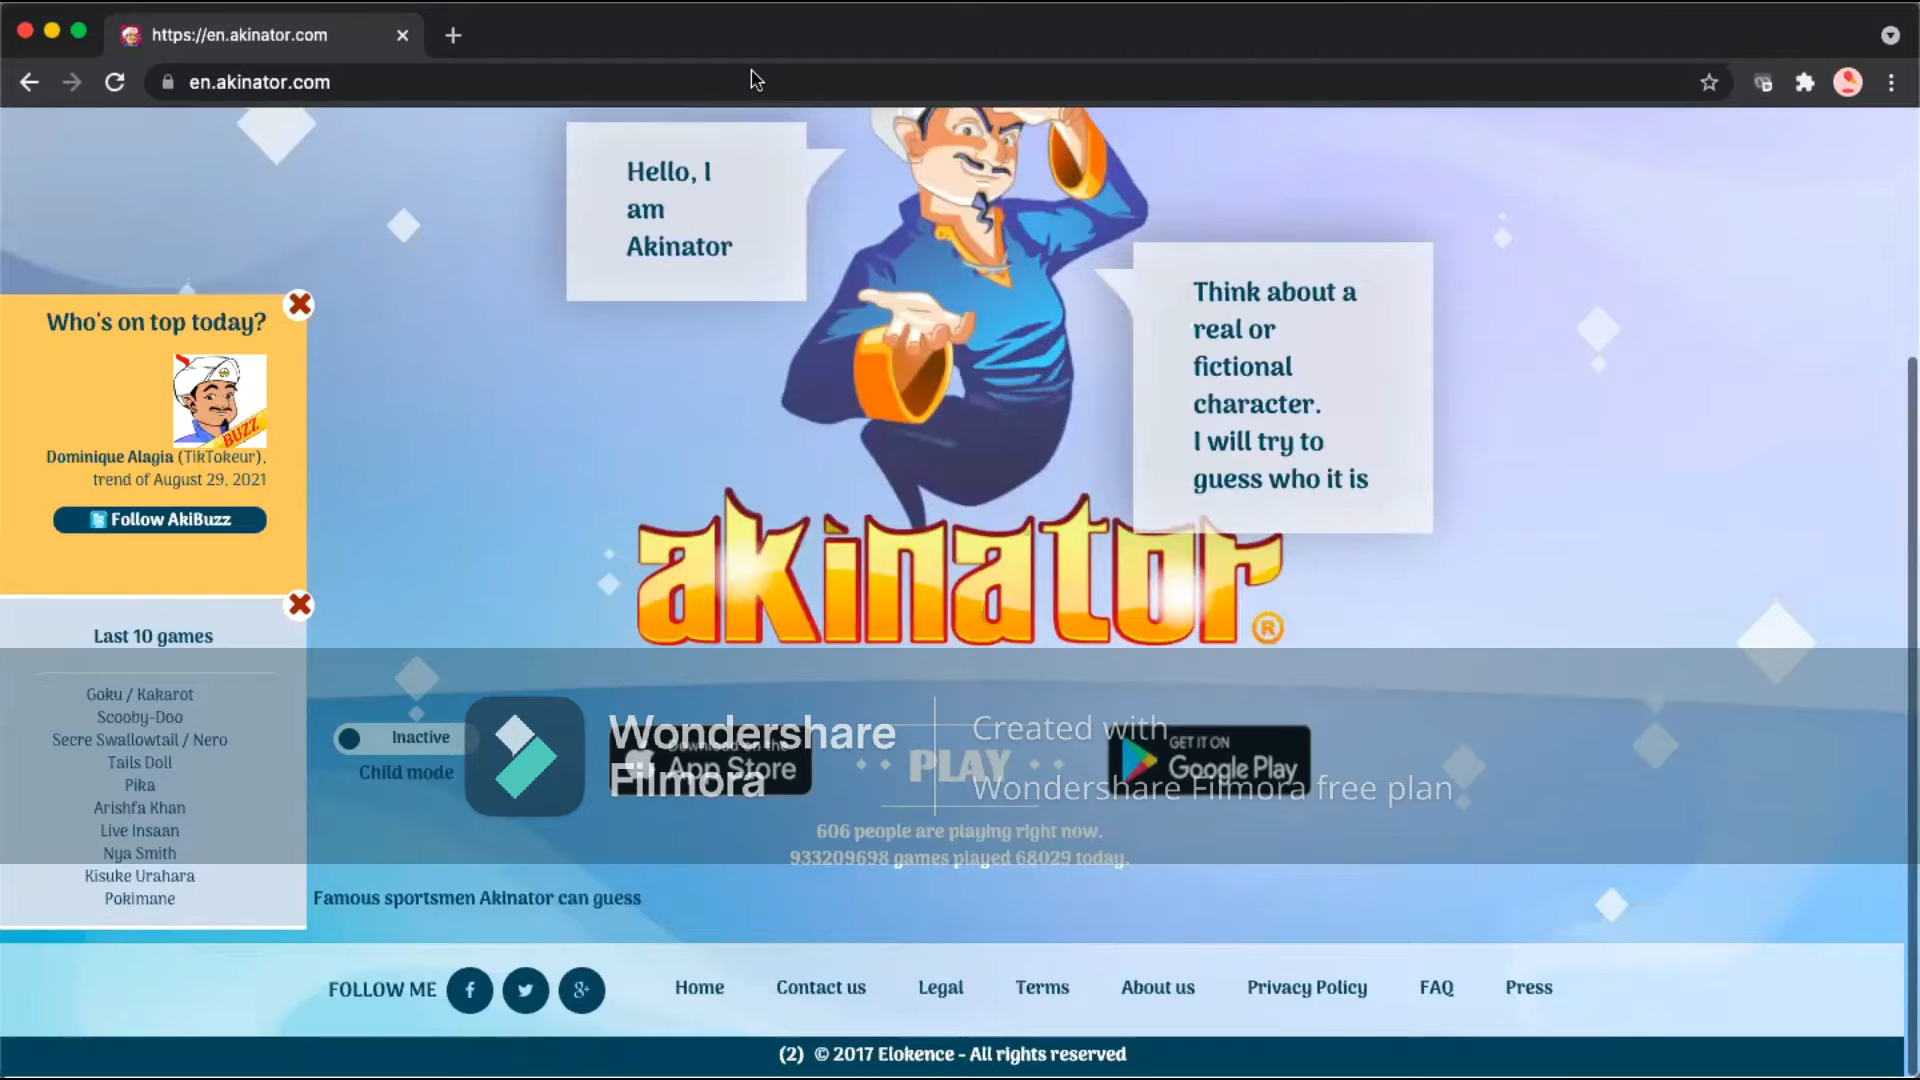 https://en.akinator.com
en.akinator.com
Hello, I
am
Akinator
Think about a
real or
fictional
character.
I will try to
guess who it is
Who's on top today?
BUZZ
Dominique Alagia (TikTokeur),
trend of August 29, 2021
Follow AkiBuzz
akinator®
Last 10 games
Goku / Kakarot
Scooby-Doo
Secre Swallowtail / Nero
Tails Doll
Pika
Arishfa Khan
Live Insaan
Nya Smith
Kisuke Urahara
Pokimane
Inactive
Child mode
Wondershare
Filmora
Download on the
App Store
PLAY
Created with
Wondershare Filmora free plan
GET IT ON
Google Play
606 people are playing right now.
933209698 games played 68029 today.
Famous sportsmen Akinator can guess
FOLLOW ME
f
g+
Home
Contact us
Legal
Terms
About us
Privacy Policy
FAQ
Press
(2) © 2017 Elokence - All rights reserved